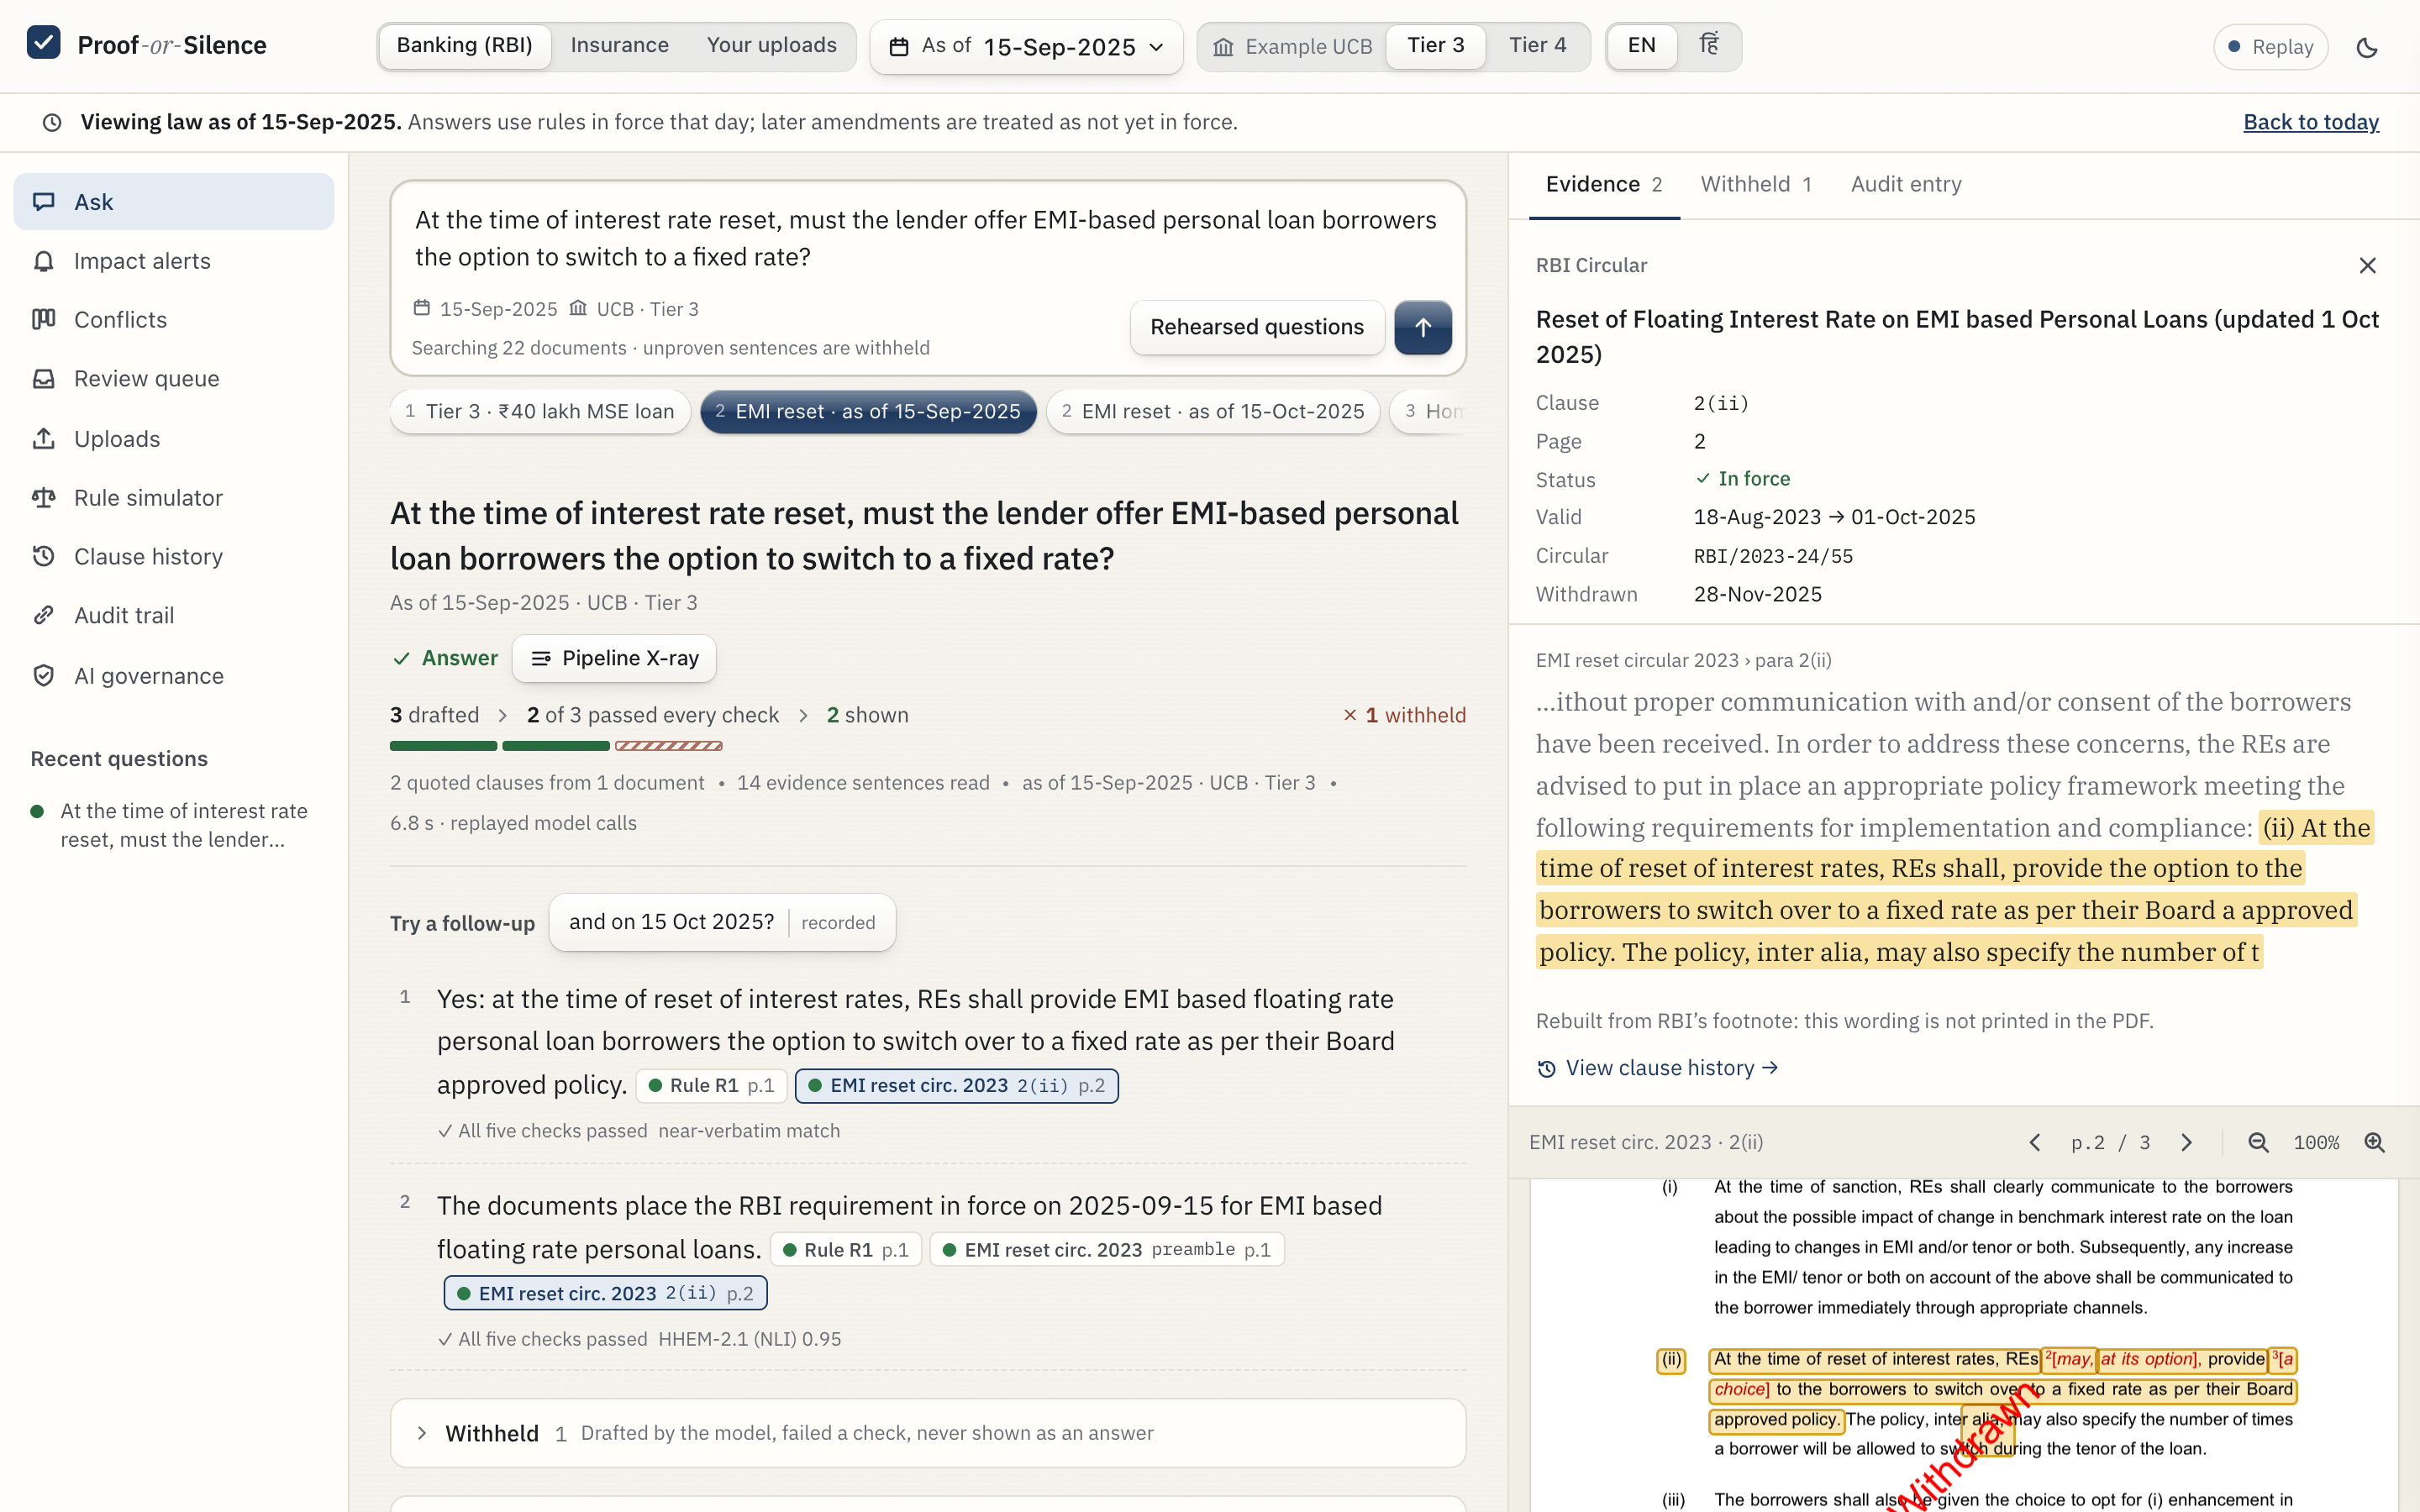 Proof-or-Silence
Banking (RBI)
Insurance
Your uploads
As of 15-Sep-2025
Example UCB
Tier 3
Tier 4
EN
हिं
Replay
Viewing law as of 15-Sep-2025. Answers use rules in force that day; later amendments are treated as not yet in force.
Back to today
Ask
Impact alerts
Conflicts
Review queue
Uploads
Rule simulator
Clause history
Audit trail
AI governance
Recent questions
At the time of interest rate
reset, must the lender...
At the time of interest rate reset, must the lender offer EMI-based personal loan borrowers
the option to switch to a fixed rate?
15-Sep-2025 UCB · Tier 3
Searching 22 documents · unproven sentences are withheld
Rehearsed questions
1 Tier 3 · ₹40 lakh MSE loan
2 EMI reset · as of 15-Sep-2025
2 EMI reset · as of 15-Oct-2025
3 Hom
At the time of interest rate reset, must the lender offer EMI-based personal
loan borrowers the option to switch to a fixed rate?
As of 15-Sep-2025 · UCB · Tier 3
Answer
Pipeline X-ray
3 drafted > 2 of 3 passed every check > 2 shown
× 1 withheld
2 quoted clauses from 1 document • 14 evidence sentences read • as of 15-Sep-2025 · UCB · Tier 3 •
6.8 s · replayed model calls
Try a follow-up
and on 15 Oct 2025? recorded
1 Yes: at the time of reset of interest rates, REs shall provide EMI based floating rate
personal loan borrowers the option to switch over to a fixed rate as per their Board
approved policy. Rule R1 p.1 EMI reset circ. 2023 2(ii) p.2
✓ All five checks passed near-verbatim match
2 The documents place the RBI requirement in force on 2025-09-15 for EMI based
floating rate personal loans. Rule R1 p.1 EMI reset circ. 2023 preamble p.1
EMI reset circ. 2023 2(ii) p.2
✓ All five checks passed HHEM-2.1 (NLI) 0.95
Withheld 1 Drafted by the model, failed a check, never shown as an answer
Evidence 2
Withheld 1
Audit entry
RBI Circular
Reset of Floating Interest Rate on EMI based Personal Loans (updated 1 Oct
2025)
Clause 2(ii)
Page 2
Status ✓ In force
Valid 18-Aug-2023 → 01-Oct-2025
Circular RBI/2023-24/55
Withdrawn 28-Nov-2025
EMI reset circular 2023 › para 2(ii)
...ithout proper communication with and/or consent of the borrowers
have been received. In order to address these concerns, the REs are
advised to put in place an appropriate policy framework meeting the
following requirements for implementation and compliance: (ii) At the
time of reset of interest rates, REs shall, provide the option to the
borrowers to switch over to a fixed rate as per their Board a approved
policy. The policy, inter alia, may also specify the number of t
Rebuilt from RBI's footnote: this wording is not printed in the PDF.
View clause history →
EMI reset circ. 2023 · 2(ii)
p.2 / 3
100%
(i) At the time of sanction, REs shall clearly communicate to the borrowers
about the possible impact of change in benchmark interest rate on the loan
leading to changes in EMI and/or tenor or both. Subsequently, any increase
in the EMI/ tenor or both on account of the above shall be communicated to
the borrower immediately through appropriate channels.
(ii) At the time of reset of interest rates, REs 2[may, at its option], provide 3[a
choice] to the borrowers to switch over to a fixed rate as per their Board
approved policy. The policy, inter alia, may also specify the number of times
a borrower will be allowed to switch during the tenor of the loan.
Withdrawn
(iii) The borrowers shall also be given the choice to opt for (i) enhancement in